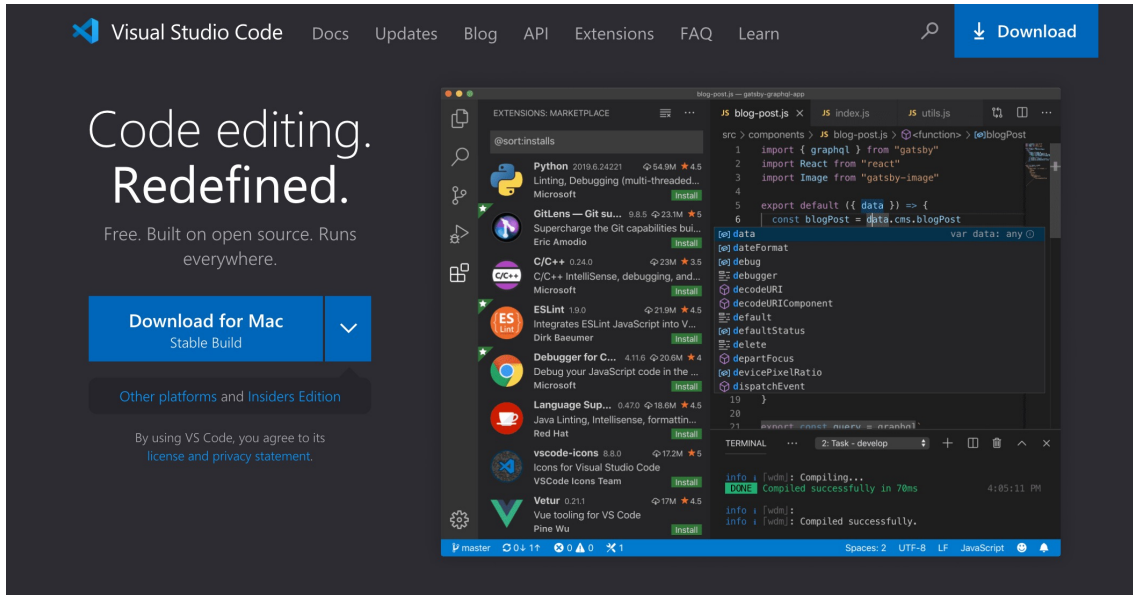 Visual Studio Code Docs Updates Blog API Extensions FAQ Learn Download
Code editing.
Redefined.
Free. Built on open source. Runs
everywhere.
Download for Mac
Stable Build
Other platforms and Insiders Edition
By using VS Code, you agree to its
license and privacy statement.
blog-post.js — gatsby-graphql-app
EXTENSIONS: MARKETPLACE ···
@sort:installs
Python 2019.6.24221 54.9M ★4.5
Linting, Debugging (multi-threaded...
Microsoft Install
GitLens — Git su... 9.8.5 23.1M ★5
Supercharge the Git capabilities bui...
Eric Amodio Install
C/C++ 0.24.0 23M ★3.5
C/C++ C/C++ IntelliSense, debugging, and...
Microsoft Install
ESLint 1.9.0 21.9M ★4.5
ES Lint Integrates ESLint JavaScript into V...
Dirk Baeumer Install
Debugger for C... 4.11.6 20.6M ★4
Debug your JavaScript code in the ...
Microsoft Install
Language Sup... 0.47.0 18.6M ★4.5
Java Linting, Intellisense, formattin...
Red Hat Install
vscode-icons 8.8.0 17.2M ★5
Icons for Visual Studio Code
VSCode Icons Team Install
Vetur 0.21.1 17M ★4.5
Vue tooling for VS Code
Pine Wu Install
JS blog-post.js × JS index.js JS utils.js ···
src > components > JS blog-post.js > <function> > blogPost
1 import { graphql } from "gatsby"
2 import React from "react"
3 import Image from "gatsby-image"
4
5 export default ({ data }) => {
6 const blogPost = data.cms.blogPost
data var data: any
dateFormat
debug
debugger
decodeURI
decodeURIComponent
default
defaultStatus
delete
departFocus
devicePixelRatio
dispatchEvent
19 }
20
21 export const query = graphql`
TERMINAL ··· 2: Task - develop
info i ｢wdm｣: Compiling...
DONE Compiled successfully in 70ms 4:05:11 PM
info i ｢wdm｣:
info i ｢wdm｣: Compiled successfully.
master 0↓ 1↑ 0 0 1 Spaces: 2 UTF-8 LF JavaScript